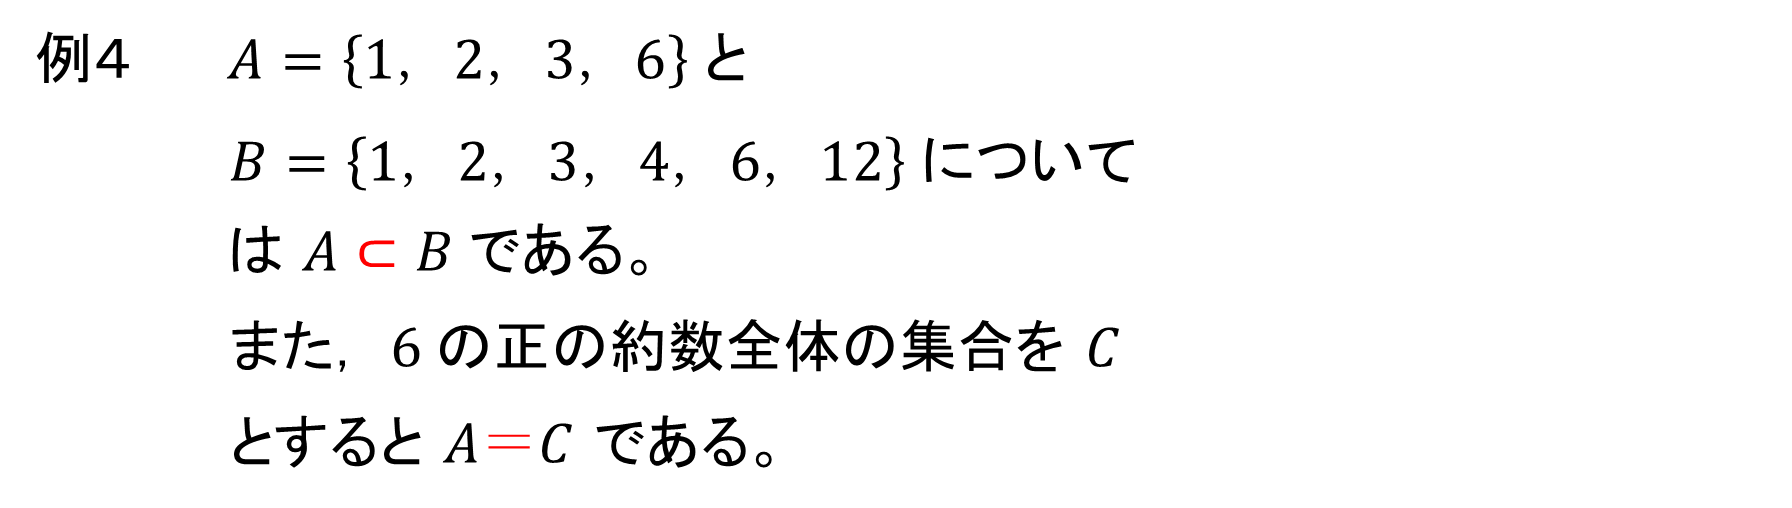 例４ A = {1, 2, 3, 6} と
B = {1, 2, 3, 4, 6, 12} について
は A ⊂ B である。
また, 6 の正の約数全体の集合を C
とすると A＝C である。